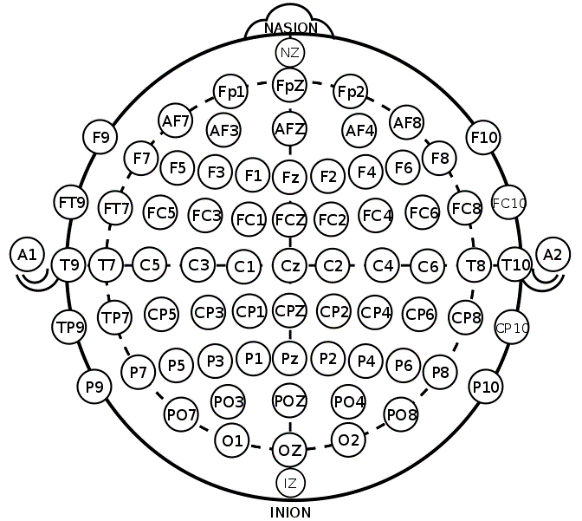 NASION
NZ
Fp1 FpZ Fp2
AF7 AF3 AFZ AF4 AF8
F9 F7 F5 F3 F1 Fz F2 F4 F6 F8 F10
FT9 FT7 FC5 FC3 FC1 FCZ FC2 FC4 FC6 FC8 FC10
A1 T9 T7 C5 C3 C1 Cz C2 C4 C6 T8 T10 A2
TP9 TP7 CP5 CP3 CP1 CPZ CP2 CP4 CP6 CP8 CP10
P9 P7 P5 P3 P1 Pz P2 P4 P6 P8 P10
PO7 PO3 POZ PO4 PO8
O1 OZ O2
IZ
INION